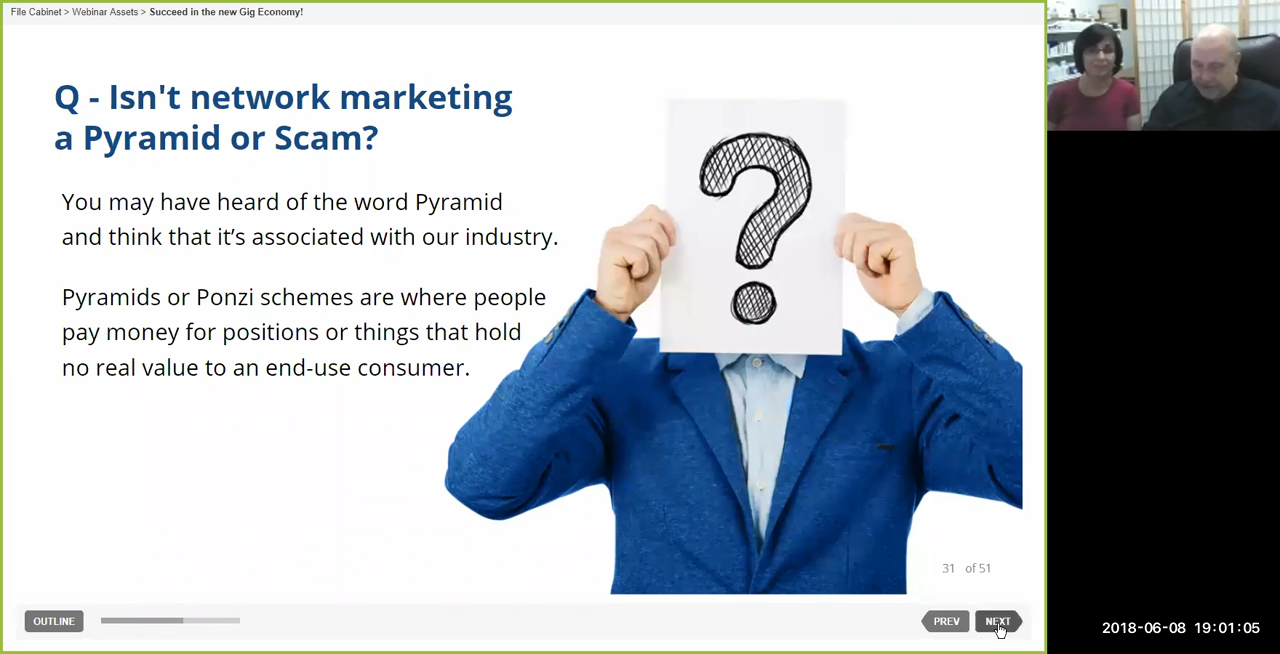 File Cabinet > Webinar Assets > Succeed in the new Gig Economy!
Q - Isn't network marketing
a Pyramid or Scam?
You may have heard of the word Pyramid
and think that it’s associated with our industry.
Pyramids or Ponzi schemes are where people
pay money for positions or things that hold
no real value to an end-use consumer.
?
31 of 51
OUTLINE
PREV
NEXT
2018-06-08 19:01:05